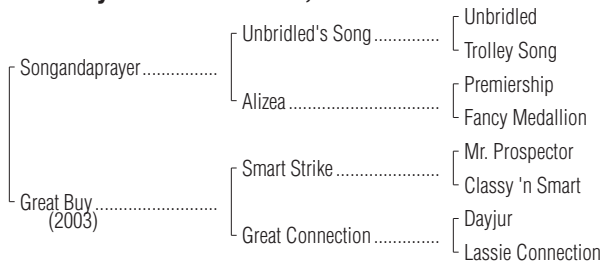 Unbridled
Unbridled's Song
Trolley Song
Songandaprayer
Premiership
Alizea
Fancy Medallion
Mr. Prospector
Smart Strike
Classy 'n Smart
Great Buy
(2003)
Dayjur
Great Connection
Lassie Connection